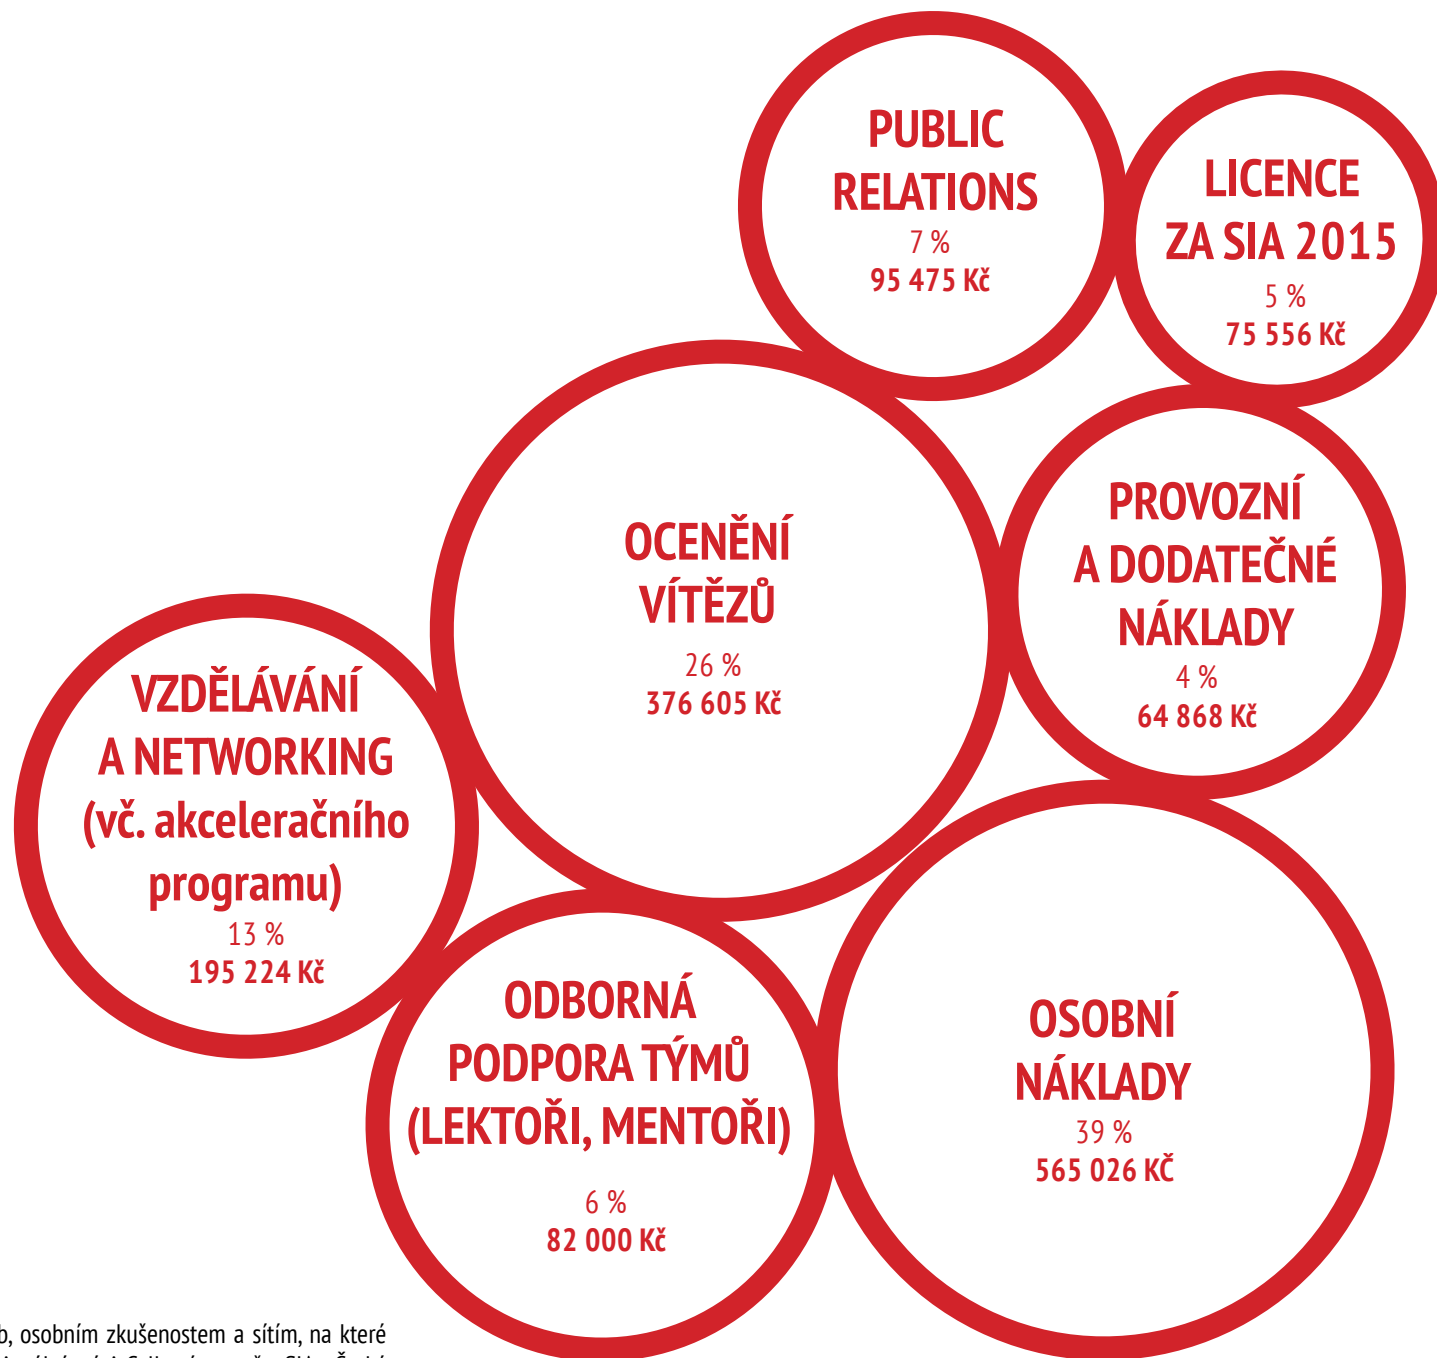 PUBLIC
RELATIONS
7 %
95 475 Kč
LICENCE
ZA SIA 2015
5 %
75 556 Kč
OCENĚNÍ
VÍTĚZŮ
26 %
376 605 Kč
PROVOZNÍ
A DODATEČNÉ
NÁKLADY
4 %
64 868 Kč
VZDĚLÁVÁNÍ
A NETWORKING
(vč. akceleračního
programu)
13 %
195 224 Kč
ODBORNÁ
PODPORA TÝMŮ
(LEKTOŘI, MENTOŘI)
6 %
82 000 Kč
OSOBNÍ
NÁKLADY
39 %
565 026 KČ
osobním zkušenostem a sítím, na které